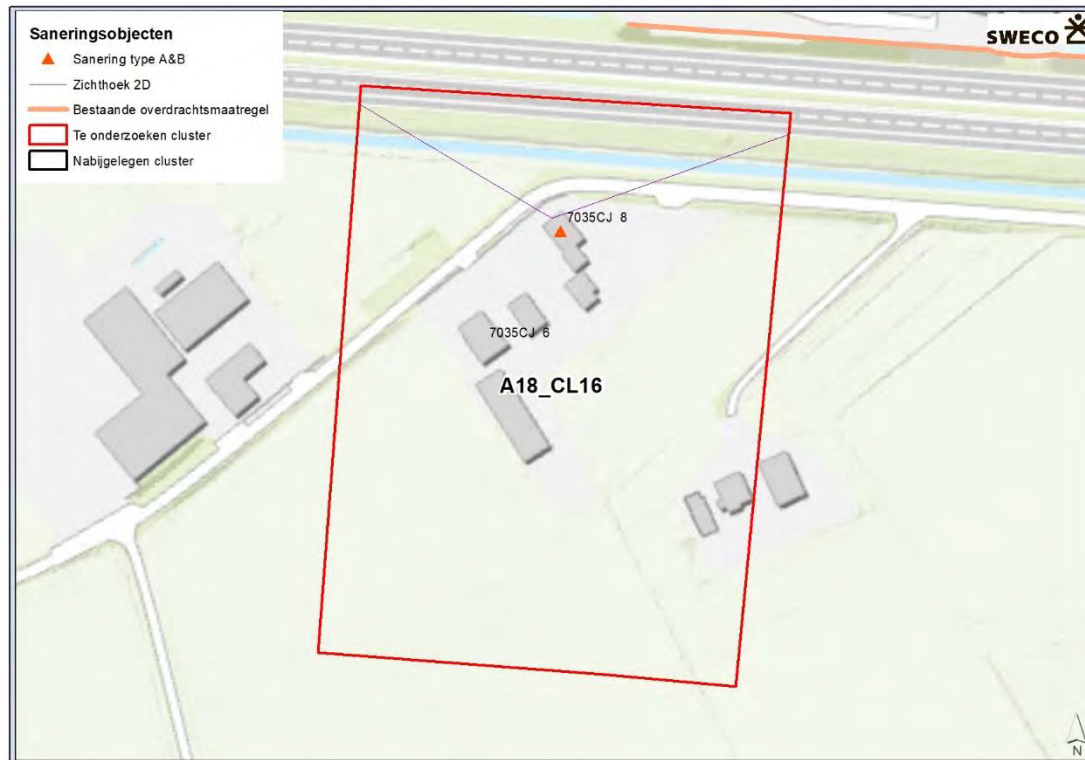 Saneringsobjecten
Sanering type A&B
Zichthoek 2D
Bestaande overdrachtsmaatregel
Te onderzoeken cluster
Nabijgelegen cluster
SWECO
7035CJ 8
7035CJ 6
A18_CL16
N